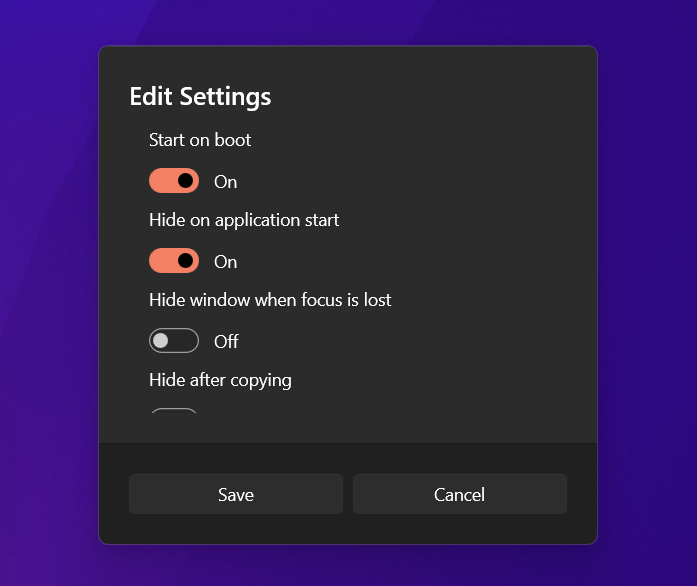 Edit Settings
Start on boot
On
Hide on application start
On
Hide window when focus is lost
Off
Hide after copying
Save Cancel